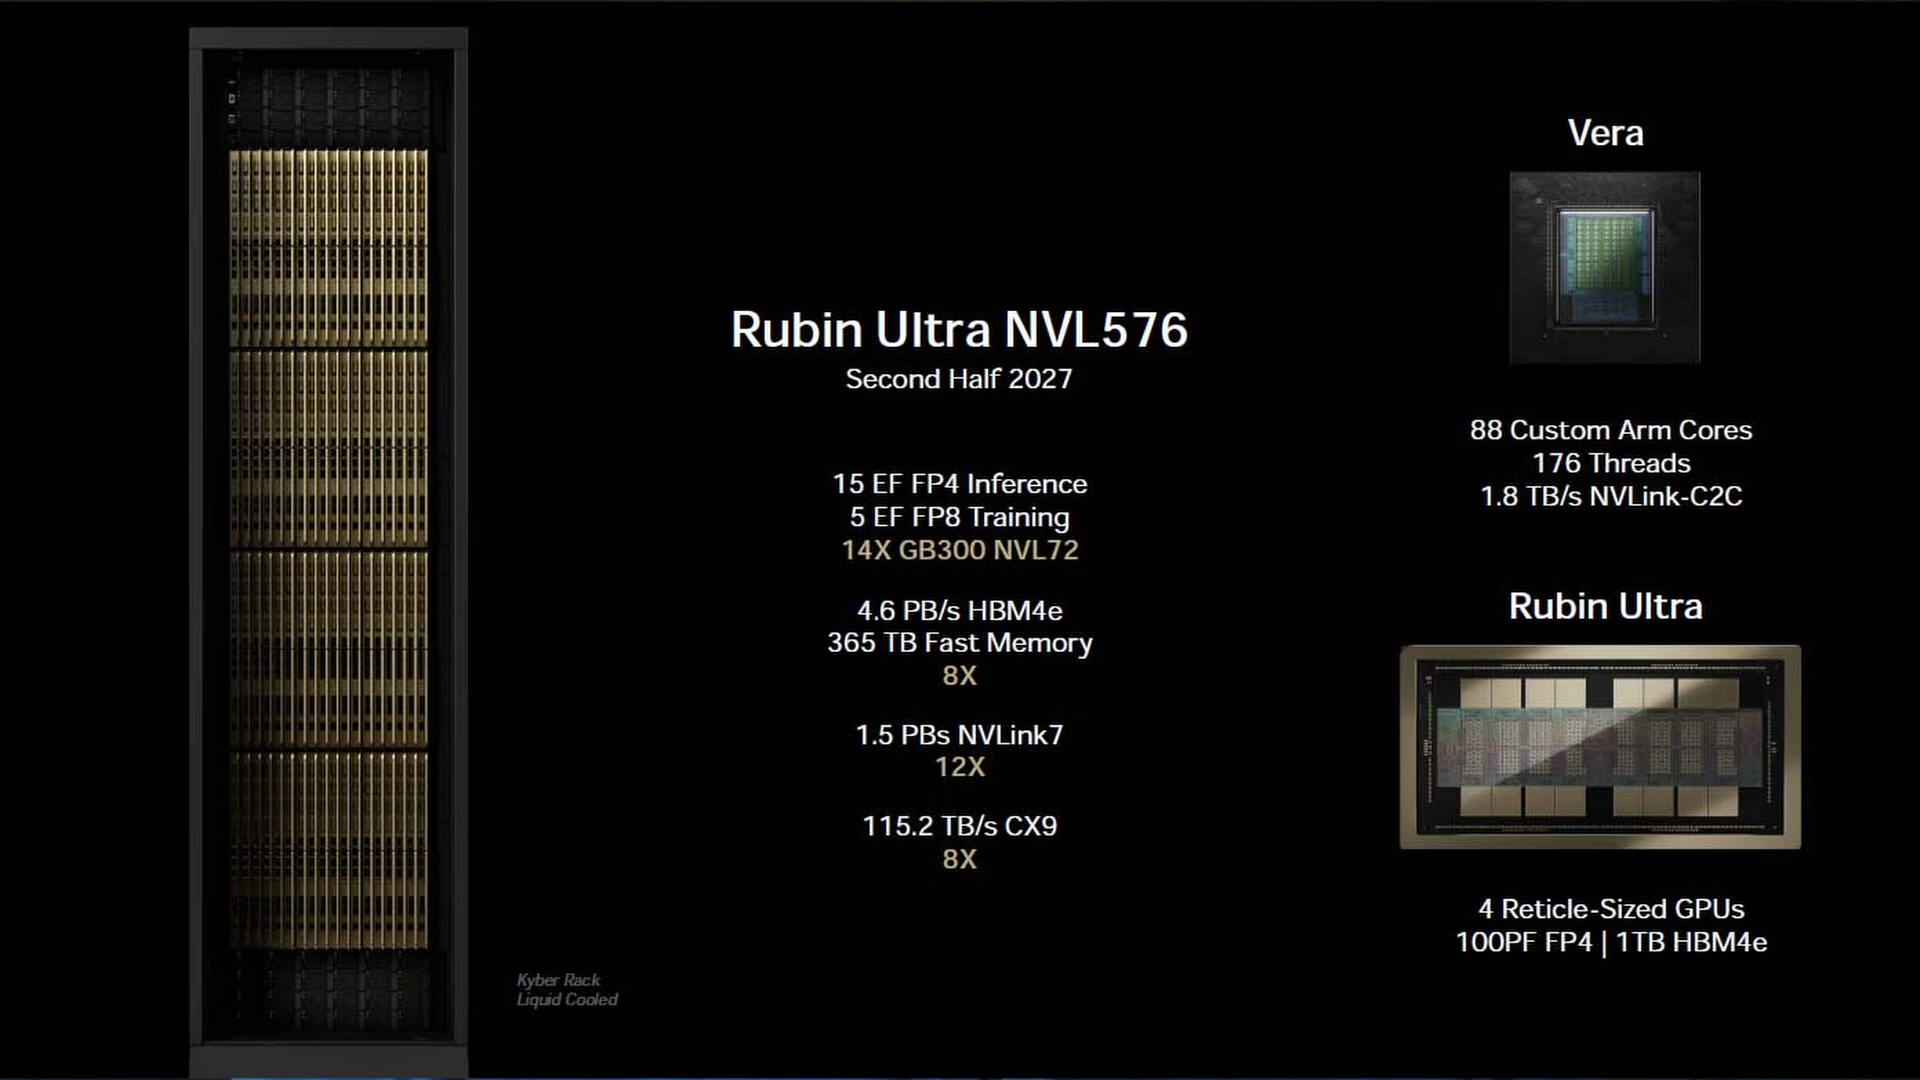 Rubin Ultra NVL576
Second Half 2027
15 EF FP4 Inference
5 EF FP8 Training
14X GB300 NVL72
4.6 PB/s HBM4e
365 TB Fast Memory
8X
1.5 PBs NVLink7
12X
115.2 TB/s CX9
8X
Kyber Rack
Liquid Cooled
Vera
88 Custom Arm Cores
176 Threads
1.8 TB/s NVLink-C2C
Rubin Ultra
4 Reticle-Sized GPUs
100PF FP4 | 1TB HBM4e